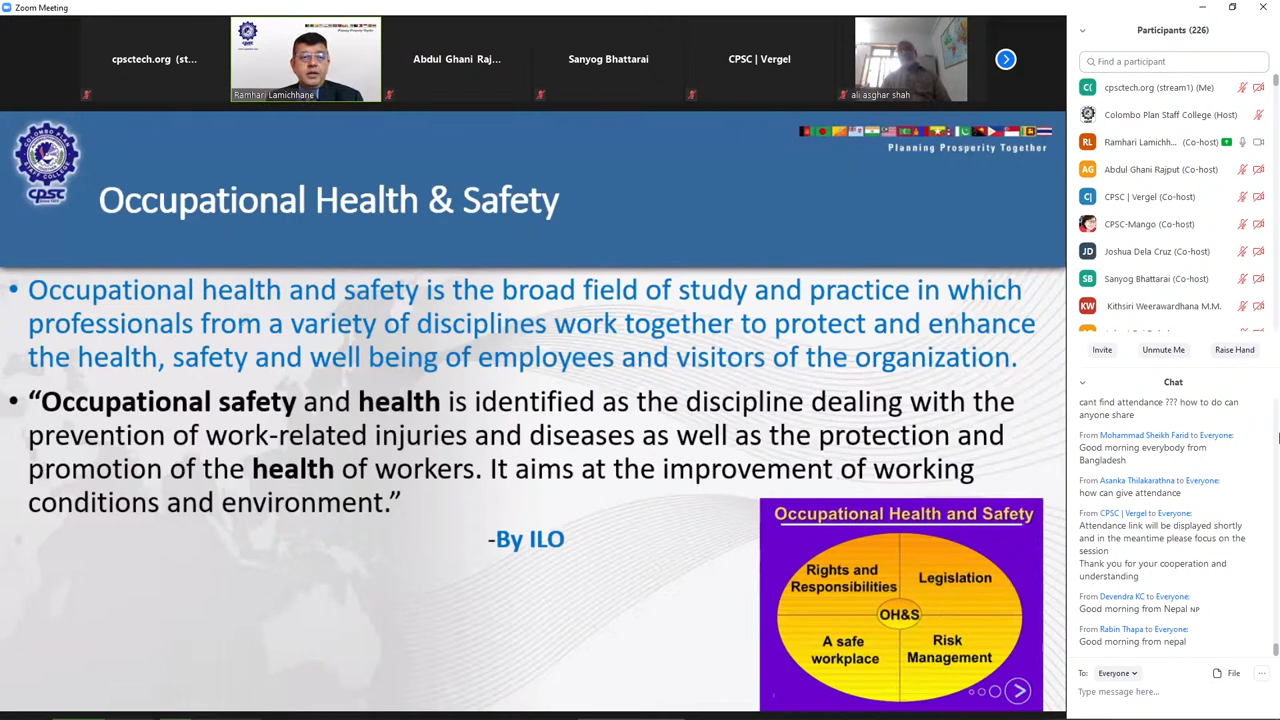 Zoom Meeting
cpsctech.org (st...
Ramhari Lamichhane
Abdul Ghani Raj...
Sanyog Bhattarai
CPSC | Vergel
ali asghar shah
COLOMBO PLAN
STAFF COLLEGE
cpsc
Planning Prosperity Together
Occupational Health & Safety
• Occupational health and safety is the broad field of study and practice in which
professionals from a variety of disciplines work together to protect and enhance
the health, safety and well being of employees and visitors of the organization.
• “Occupational safety and health is identified as the discipline dealing with the
prevention of work-related injuries and diseases as well as the protection and
promotion of the health of workers. It aims at the improvement of working
conditions and environment.”
-By ILO
Occupational Health and Safety
Rights and
Responsibilities
Legislation
OH&S
A safe
workplace
Risk
Management
Participants (226)
Find a participant
C( cpsctech.org (stream1) (Me)
Colombo Plan Staff College (Host)
RL Ramhari Lamichh... (Co-host)
AG Abdul Ghani Rajput (Co-host)
C| CPSC | Vergel (Co-host)
CPSC-Mango (Co-host)
JD Joshua Dela Cruz (Co-host)
SB Sanyog Bhattarai (Co-host)
KW Kithsiri Weerawardhana M.M.
Invite
Unmute Me
Raise Hand
Chat
cant find attendance ??? how to do can
anyone share
From Mohammad Sheikh Farid to Everyone:
Good morning everybody from
Bangladesh
From Asanka Thilakarathna to Everyone:
how can give attendance
From CPSC | Vergel to Everyone:
Attendance link will be displayed shortly
and in the meantime please focus on the
session
Thank you for your cooperation and
understanding
From Devendra KC to Everyone:
Good morning from Nepal NP
From Rabin Thapa to Everyone:
Good morning from nepal
To: Everyone
File
Type message here...